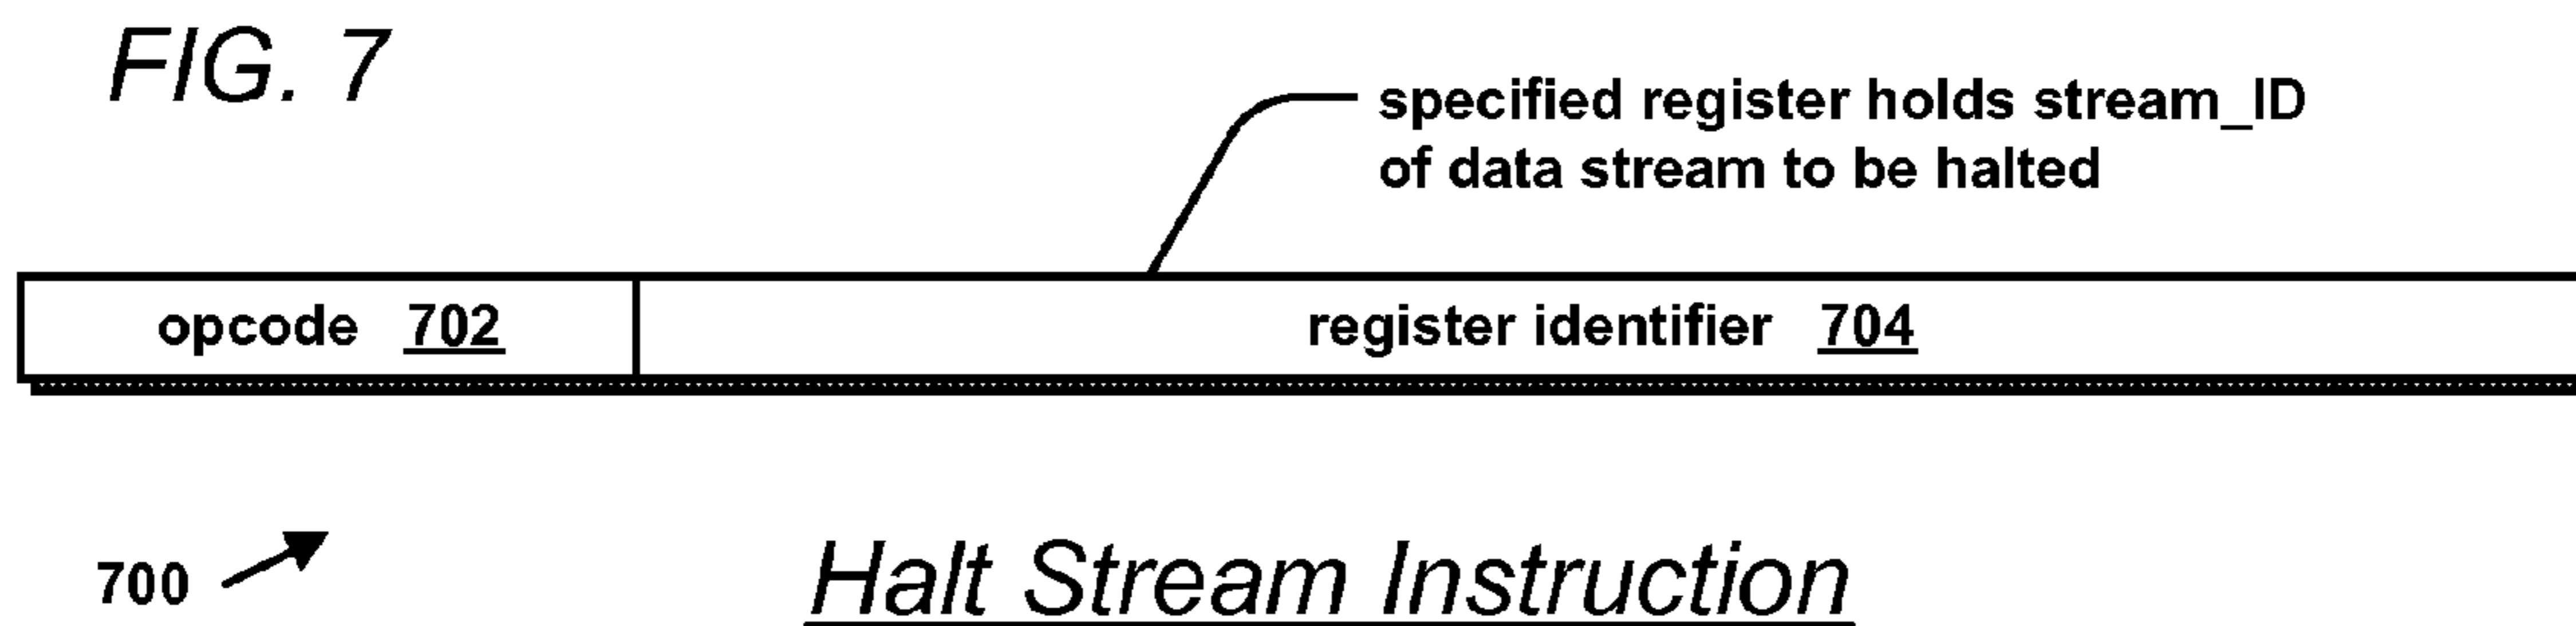 FIG. 7
specified register holds stream_ID
of data stream to be halted
opcode 702 register identifier 704
700
Halt Stream Instruction